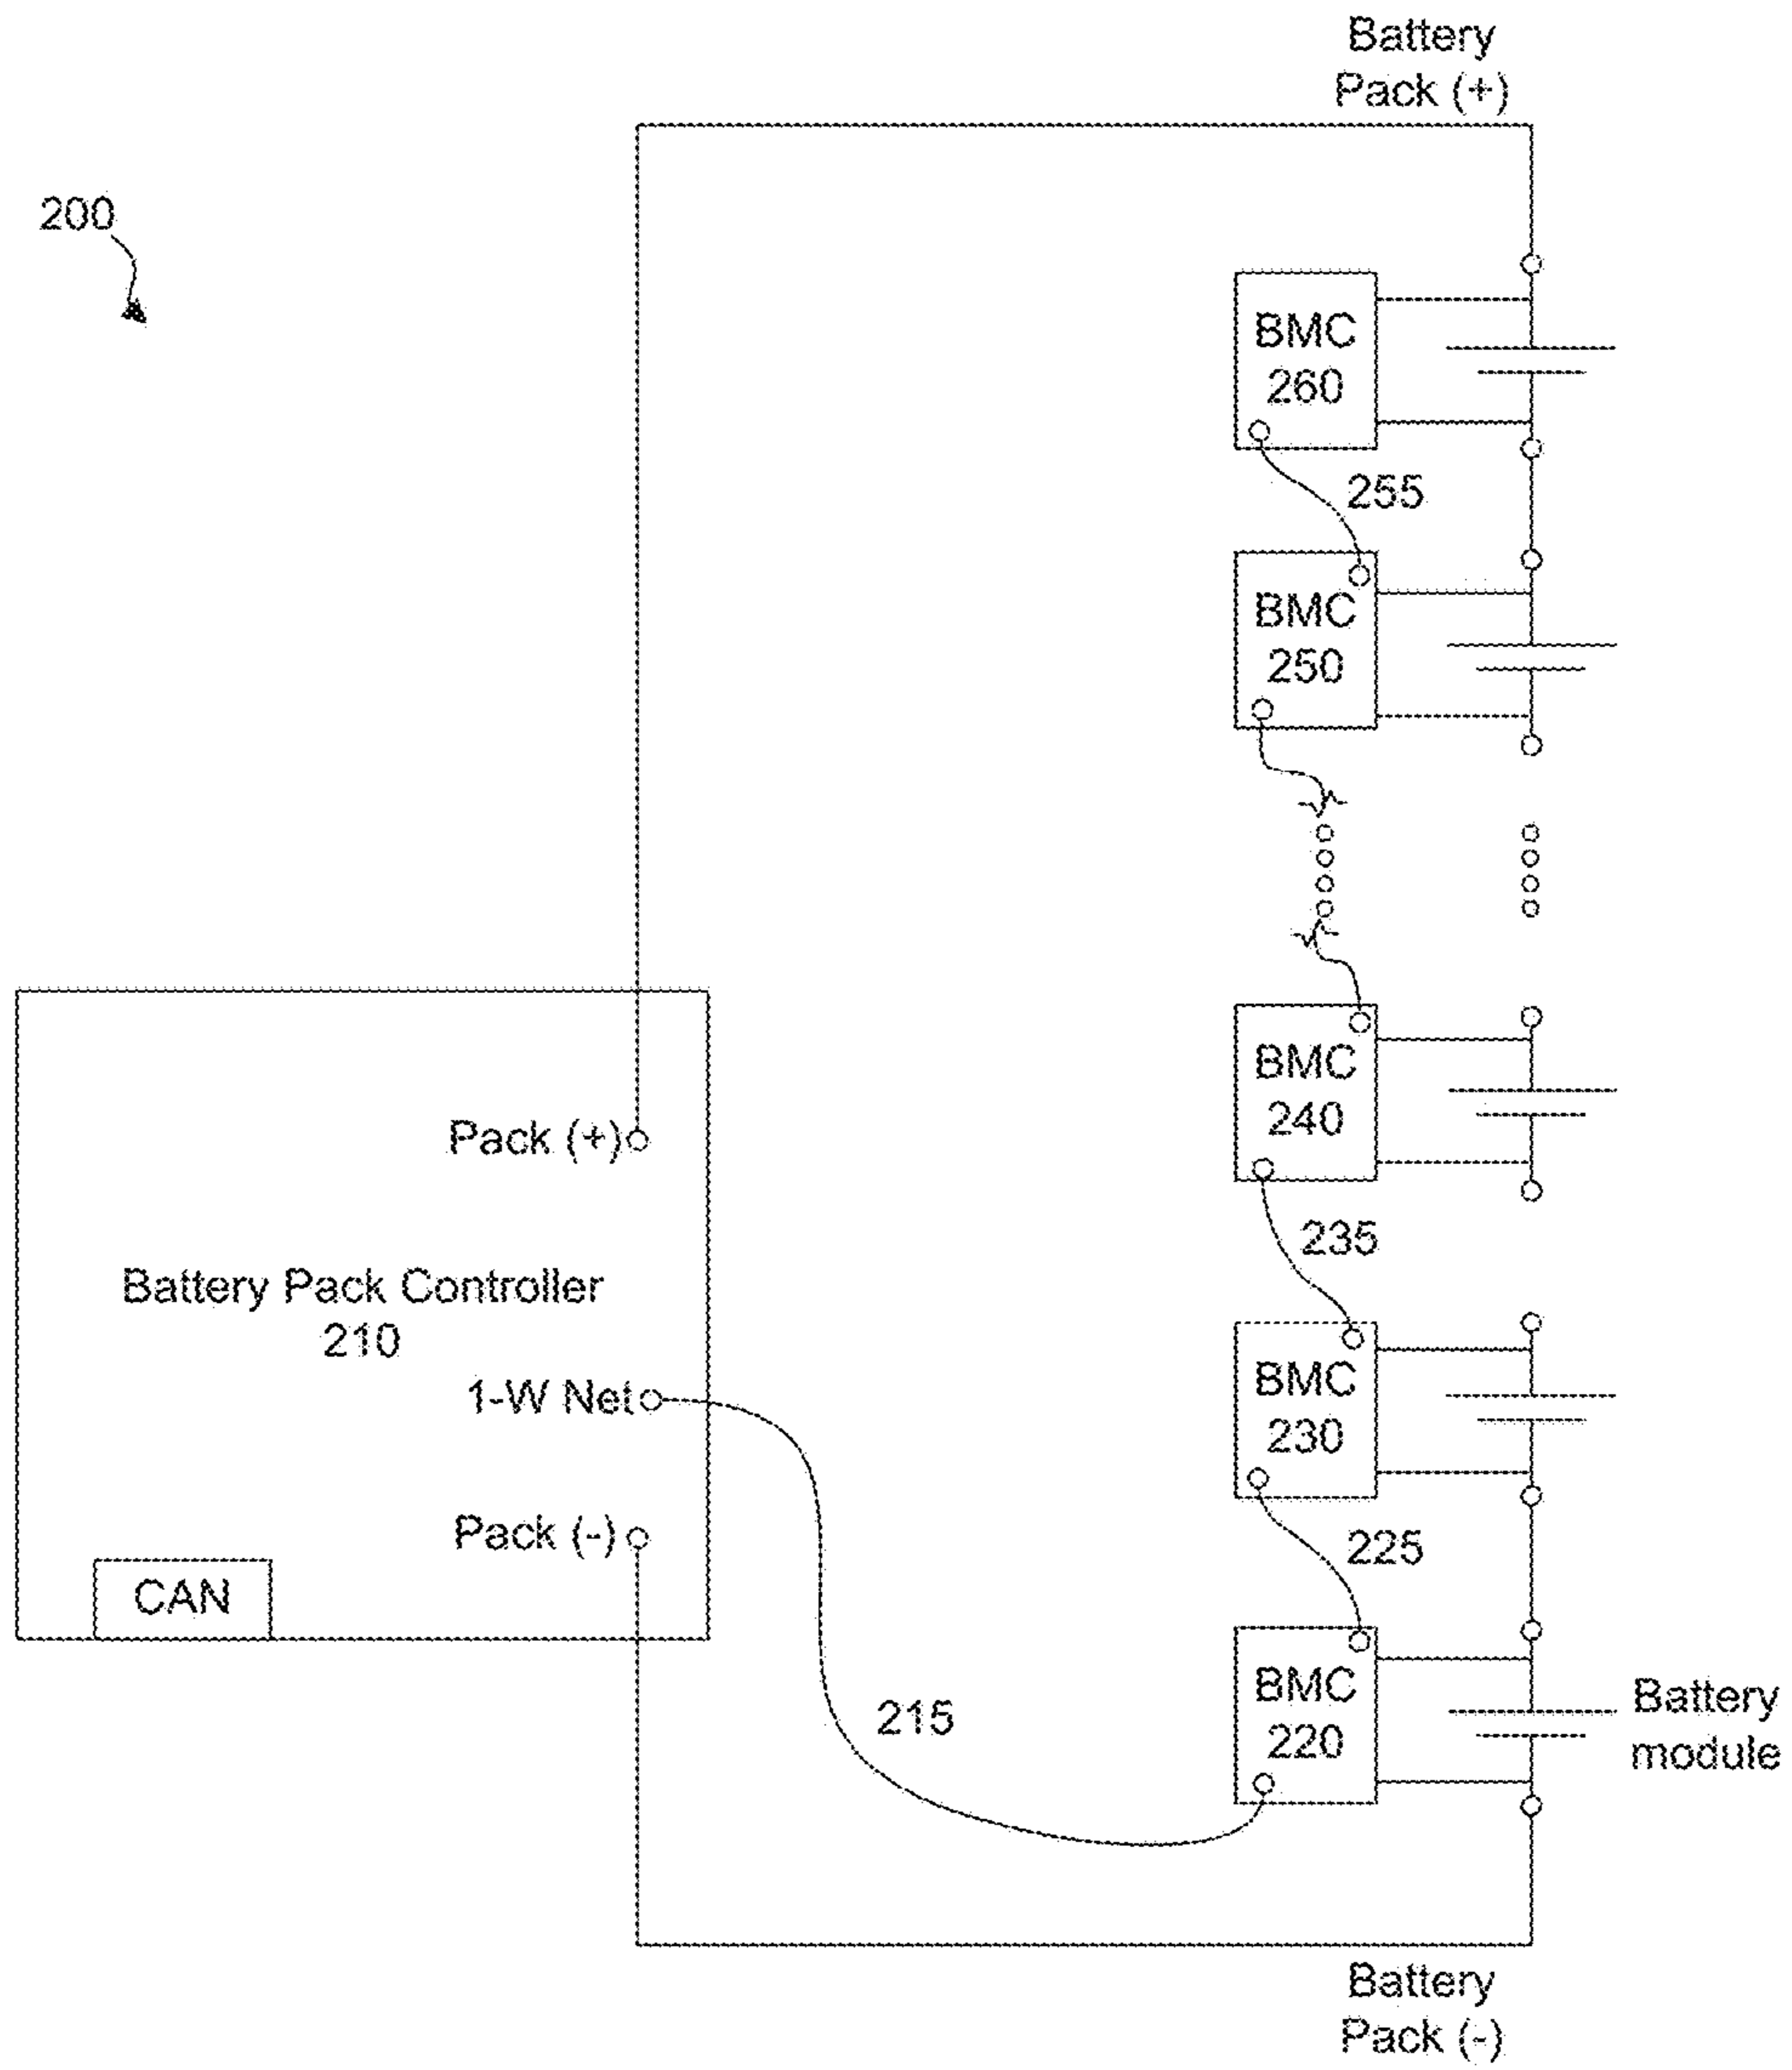 Battery
Pack (+)
200
BMC
260
255
BMC
250
BMC
240
Pack (+)
235
Battery Pack Controller
210
BMC
230
1-W Net
Pack (-)
225
CAN
BMC
220
Battery
module
215
Battery
Pack (-)